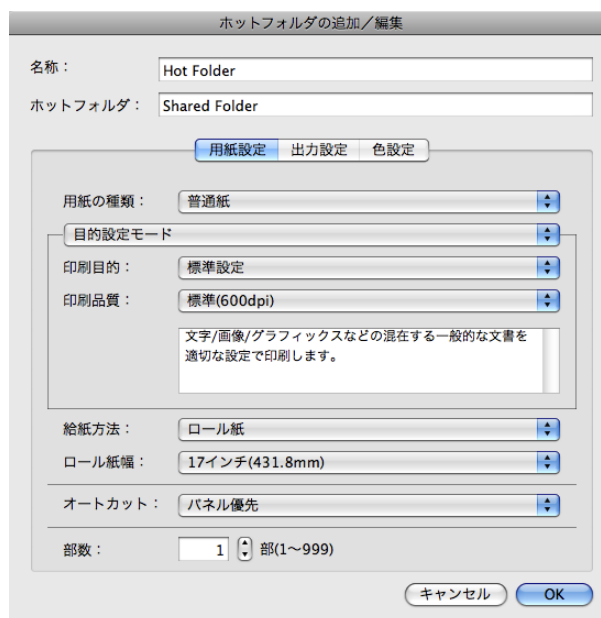 ホットフォルダの追加／編集
名称： Hot Folder
ホットフォルダ： Shared Folder
用紙設定 出力設定 色設定
用紙の種類： 普通紙
目的設定モード
印刷目的： 標準設定
印刷品質： 標準(600dpi)
文字/画像/グラフィックスなどの混在する一般的な文書を
適切な設定で印刷します。
給紙方法： ロール紙
ロール紙幅： 17インチ(431.8mm)
オートカット： パネル優先
部数： 1 部(1〜999)
キャンセル OK